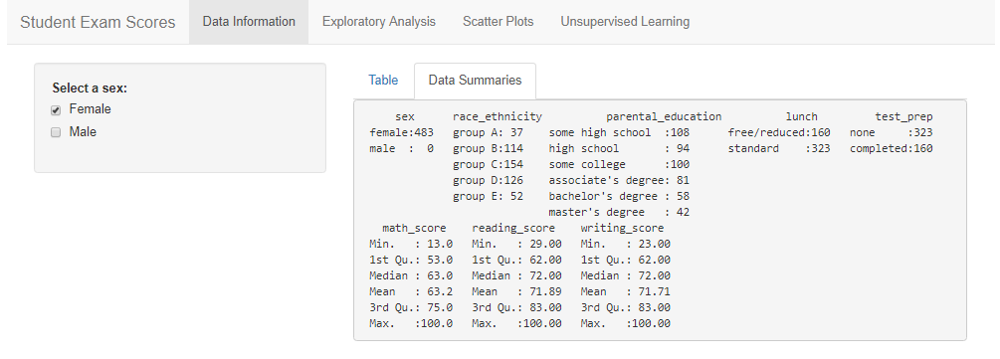 Student Exam Scores Data Information Exploratory Analysis Scatter Plots Unsupervised Learning
Select a sex:
Female
Male
Table Data Summaries
sex race_ethnicity parental_education lunch test_prep
female:483 group A: 37 some high school :108 free/reduced:160 none :323
male : 0 group B:114 high school : 94 standard :323 completed:160
group C:154 some college :100
group D:126 associate's degree: 81
group E: 52 bachelor's degree : 58
master's degree : 42
math_score reading_score writing_score
Min. : 13.0 Min. : 29.00 Min. : 23.00
1st Qu.: 53.0 1st Qu.: 62.00 1st Qu.: 62.00
Median : 63.0 Median : 72.00 Median : 72.00
Mean : 63.2 Mean : 71.89 Mean : 71.71
3rd Qu.: 75.0 3rd Qu.: 83.00 3rd Qu.: 83.00
Max. :100.0 Max. :100.00 Max. :100.00